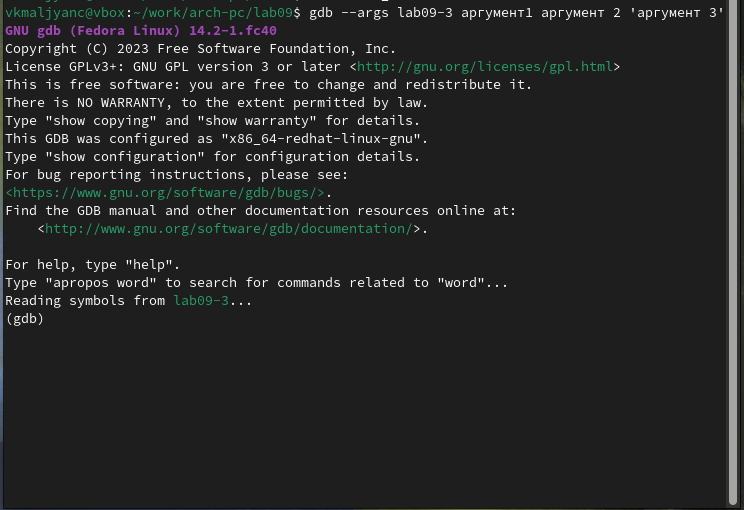 vkmaljyanc@vbox:~/work/arch-pc/lab09$ gdb --args lab09-3 аргумент1 аргумент 2 'аргумент 3'
GNU gdb (Fedora Linux) 14.2-1.fc40
Copyright (C) 2023 Free Software Foundation, Inc.
License GPLv3+: GNU GPL version 3 or later <http://gnu.org/licenses/gpl.html>
This is free software: you are free to change and redistribute it.
There is NO WARRANTY, to the extent permitted by law.
Type "show copying" and "show warranty" for details.
This GDB was configured as "x86_64-redhat-linux-gnu".
Type "show configuration" for configuration details.
For bug reporting instructions, please see:
<https://www.gnu.org/software/gdb/bugs/>.
Find the GDB manual and other documentation resources online at:
    <http://www.gnu.org/software/gdb/documentation/>.

For help, type "help".
Type "apropos word" to search for commands related to "word"...
Reading symbols from lab09-3...
(gdb)